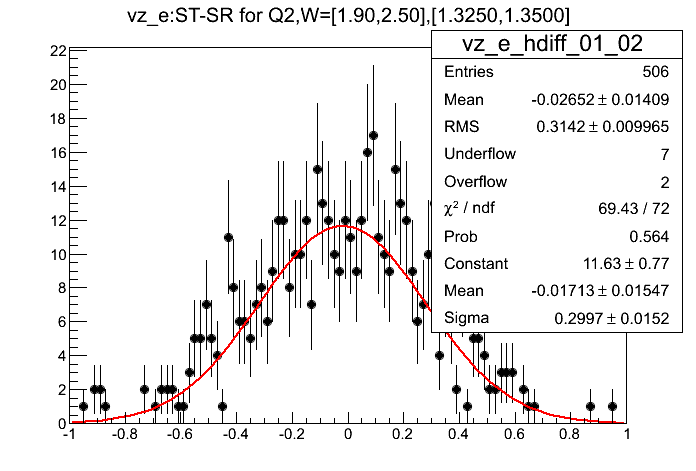 vz_e:ST-SR for Q2,W=[1.90,2.50],[1.3250,1.3500]
vz_e_hdiff_01_02
Entries 506
Mean -0.02652 ± 0.01409
RMS 0.3142 ± 0.009965
Underflow 7
Overflow 2
χ² / ndf 69.43 / 72
Prob 0.564
Constant 11.63 ± 0.77
Mean -0.01713 ± 0.01547
Sigma 0.2997 ± 0.0152
22
20
18
16
14
12
10
8
6
4
2
0
-1 -0.8 -0.6 -0.4 -0.2 0 0.2 0.4 0.6 0.8 1